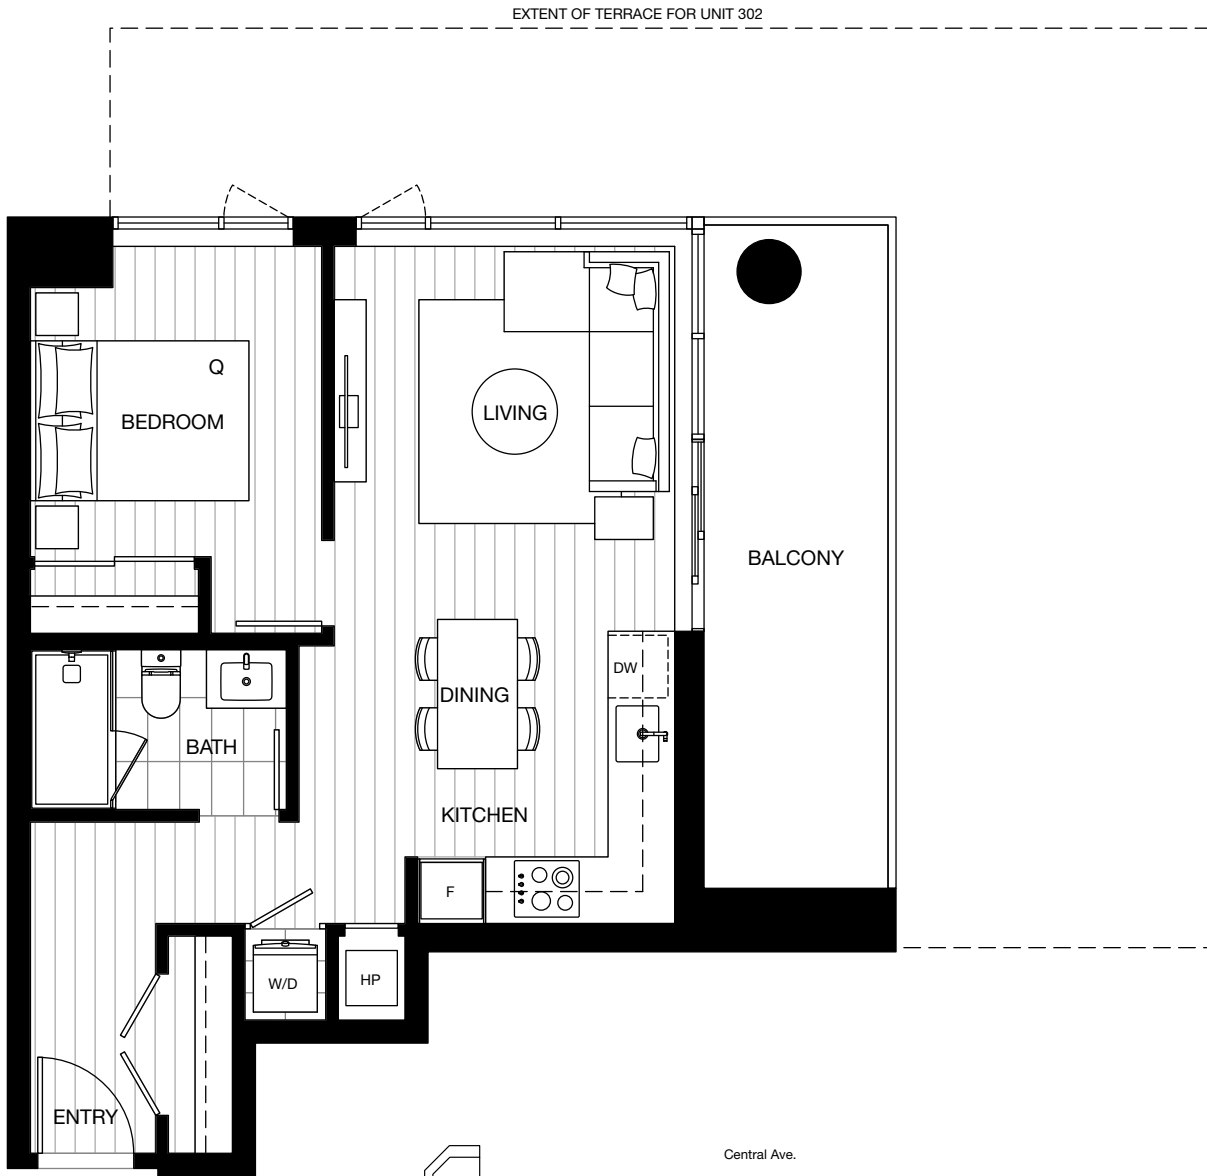 EXTENT OF TERRACE FOR UNIT 302
Q
BEDROOM
LIVING
BALCONY
DW
DINING
BATH
KITCHEN
F
W/D
HP
ENTRY
Central Ave.